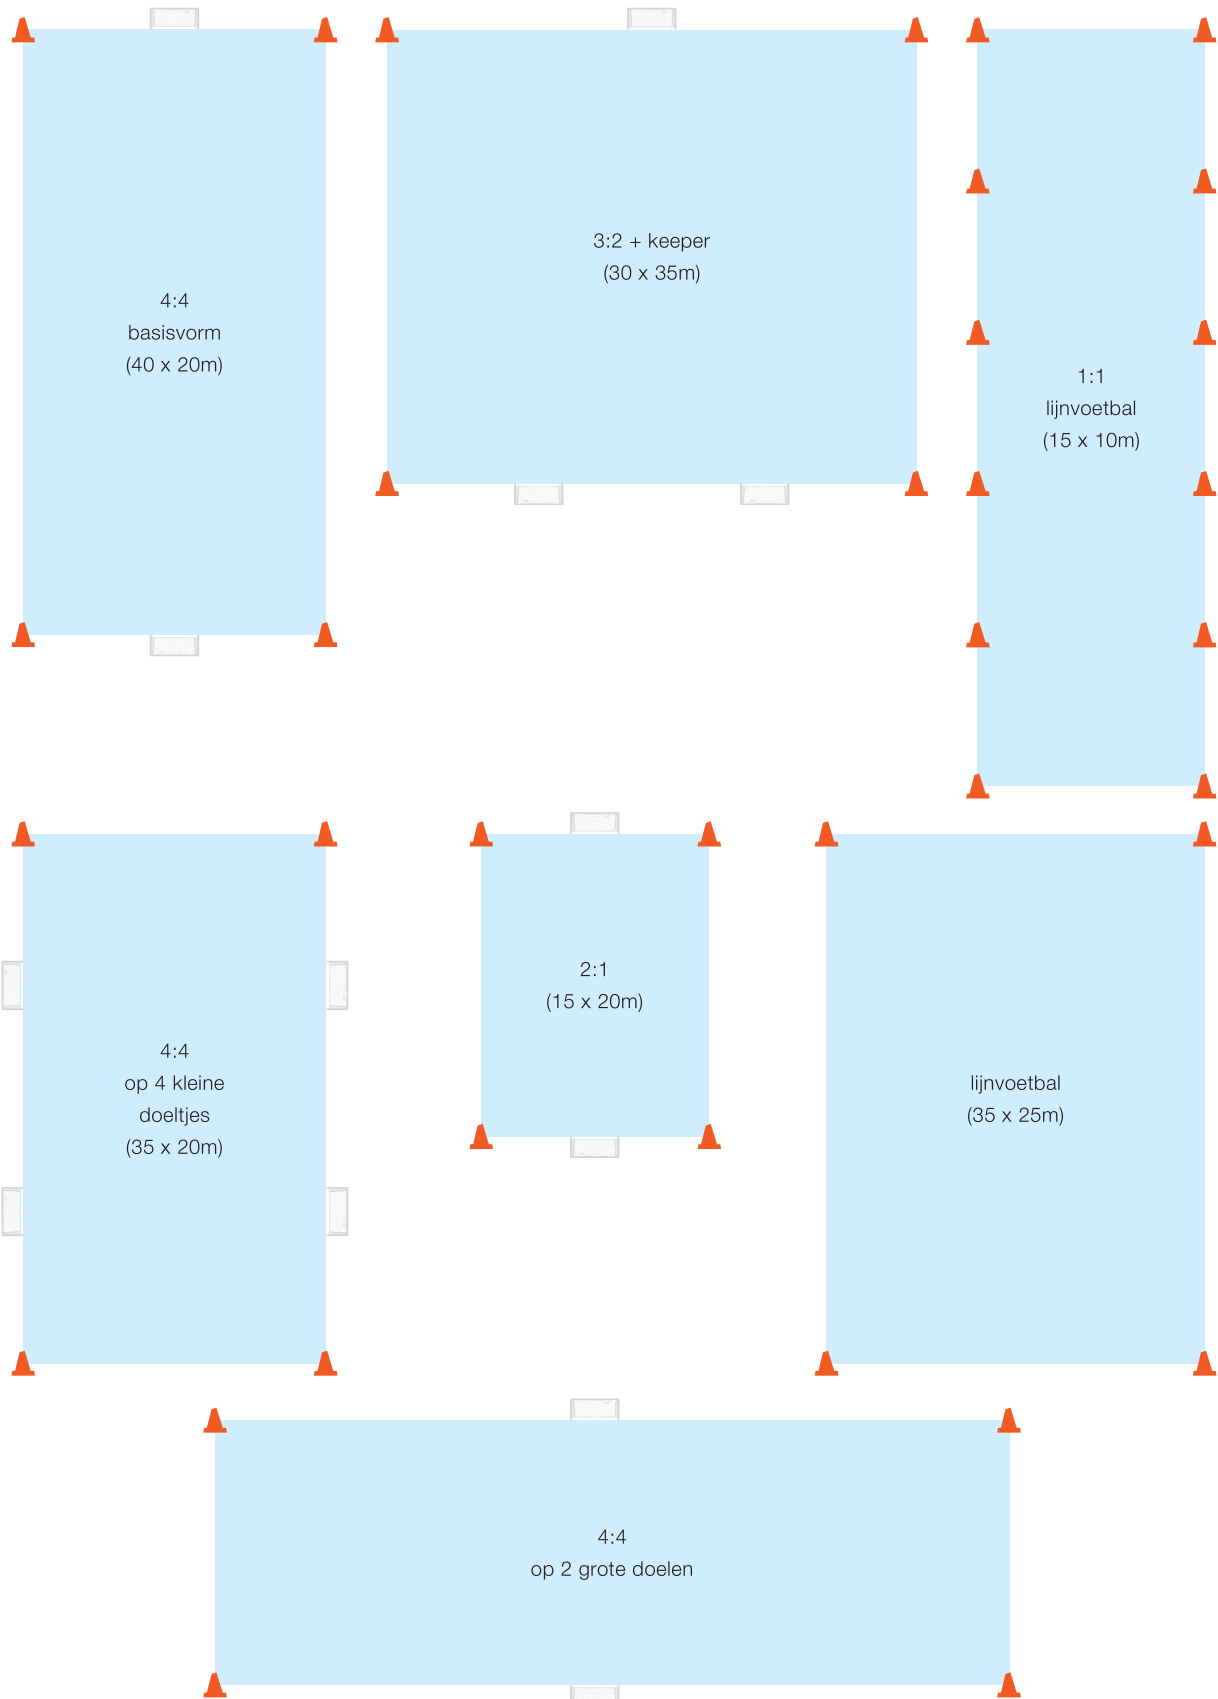 4:4
basisvorm
(40 x 20m)
3:2 + keeper
(30 x 35m)
1:1
lijnvoetbal
(15 x 10m)
4:4
op 4 kleine
doeltjes
(35 x 20m)
2:1
(15 x 20m)
lijnvoetbal
(35 x 25m)
4:4
op 2 grote doelen